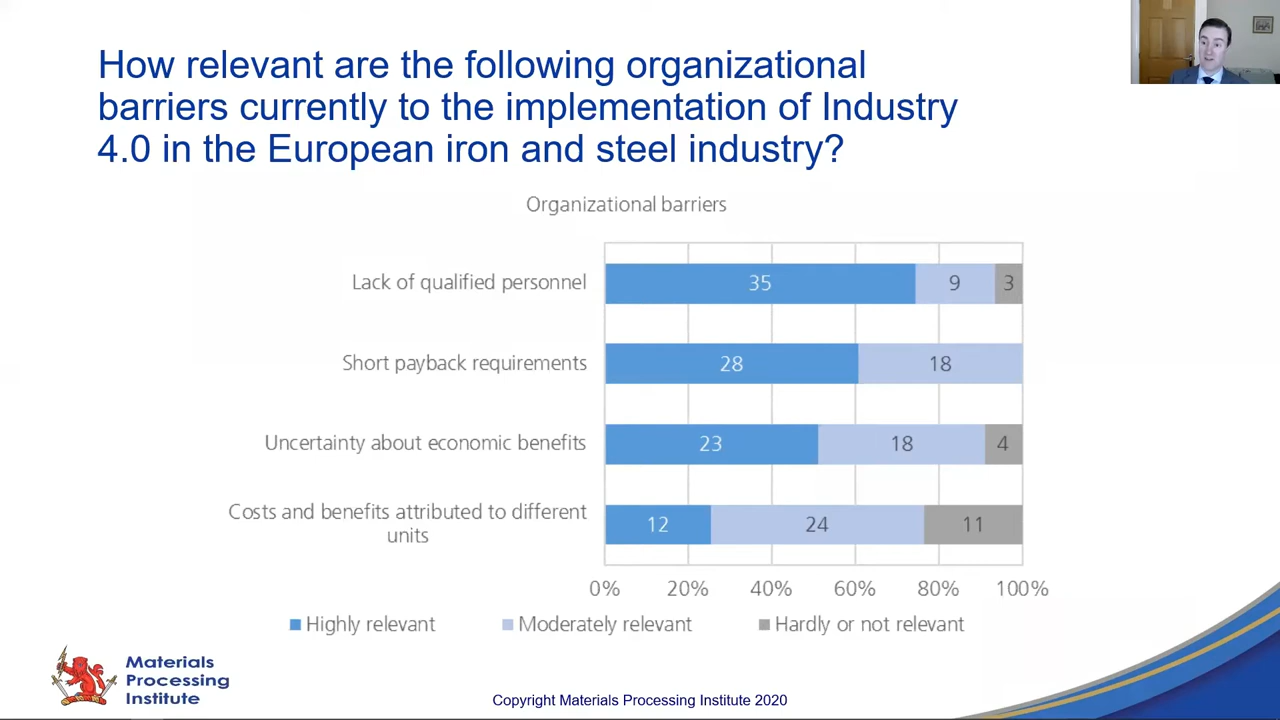 How relevant are the following organizational
barriers currently to the implementation of Industry
4.0 in the European iron and steel industry?
Organizational barriers
Lack of qualified personnel
35 9 3
Short payback requirements
28 18
Uncertainty about economic benefits
23 18 4
Costs and benefits attributed to different
units
12 24 11
0% 20% 40% 60% 80% 100%
Highly relevant Moderately relevant Hardly or not relevant
Materials
Processing
Institute
Copyright Materials Processing Institute 2020